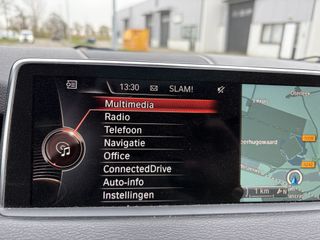 13:30 SLAM!
Multimedia
Radio
Telefoon
Navigatie
Office
ConnectedDrive
Auto-info
Instellingen
1 km